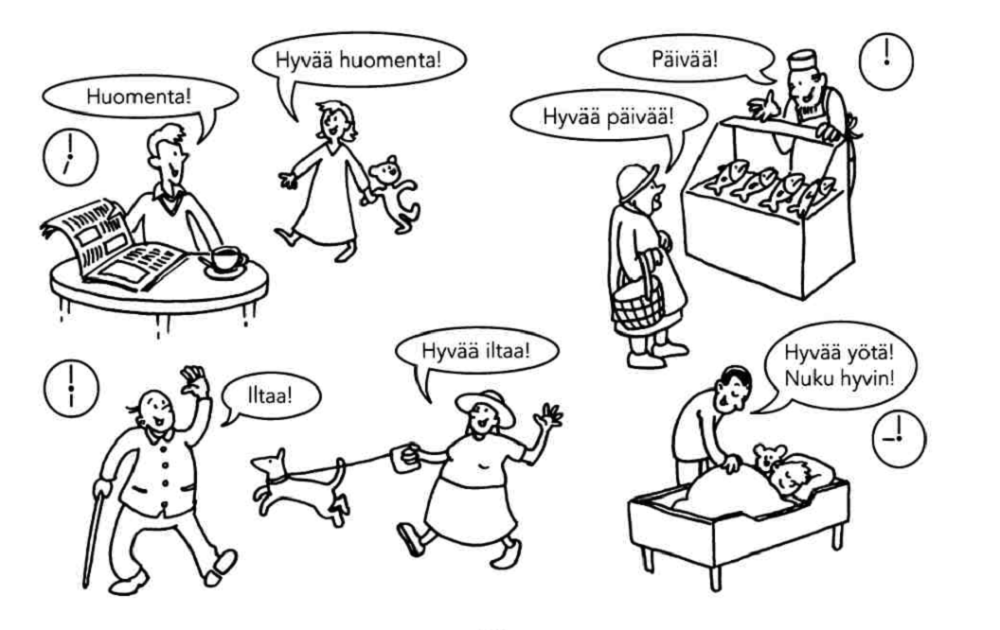 Huomenta!
Hyvää huomenta!
Päivää!
Hyvää päivää!
Iltaa!
Hyvää iltaa!
Hyvää yötä!
Nuku hyvin!